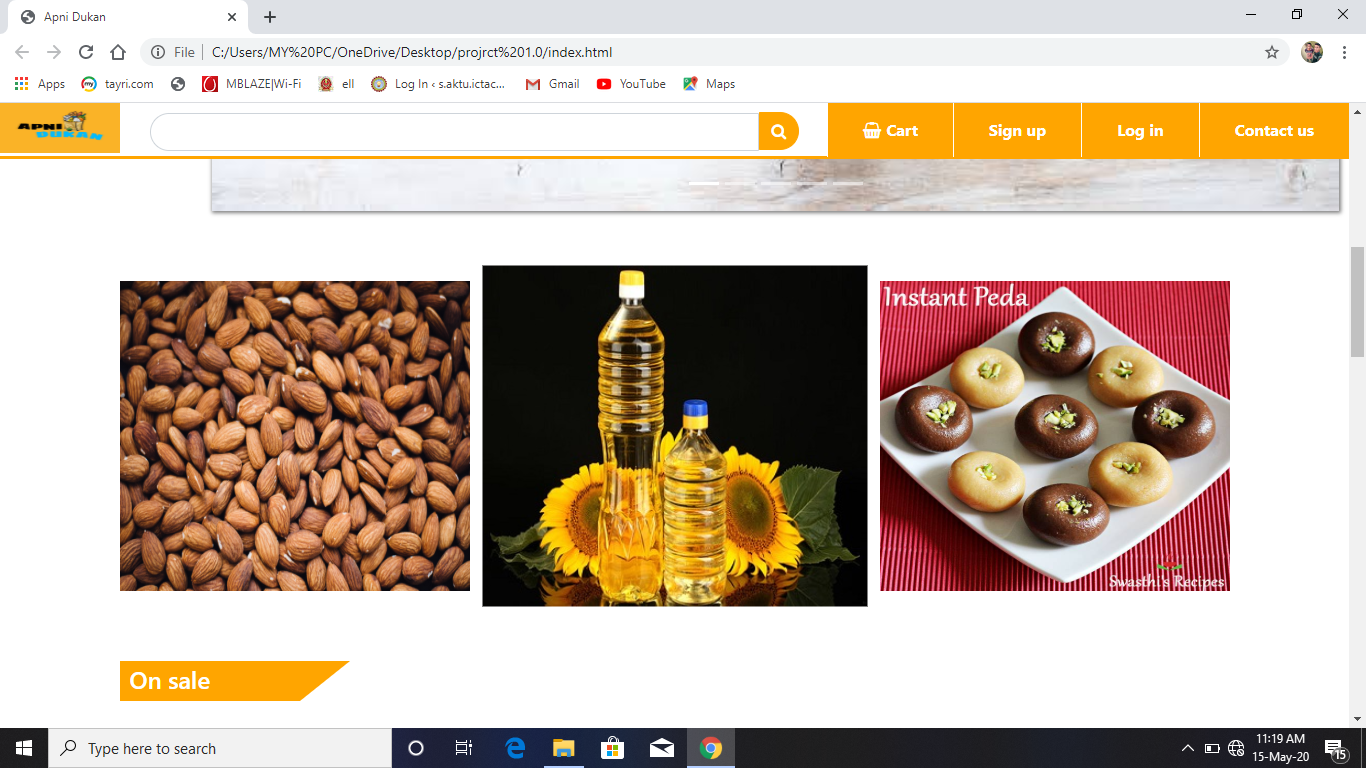 Apni Dukan
File
C:/Users/MY%20PC/OneDrive/Desktop/projrct%201.0/index.html
Apps
tayri.com
MBLAZE|Wi-Fi
ell
Log In ‹ s.aktu.ictac...
Gmail
YouTube
Maps
APNI
DUKAN
Cart
Sign up
Log in
Contact us
Instant Peda
Swasthi's Recipes
On sale
Type here to search
11:19 AM
15-May-20
15